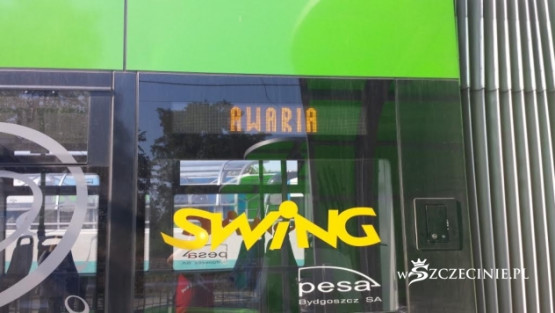 AWARIA
SWING
pesa
pesa
Bydgoszcz SA
wSZCZECINIE.PL